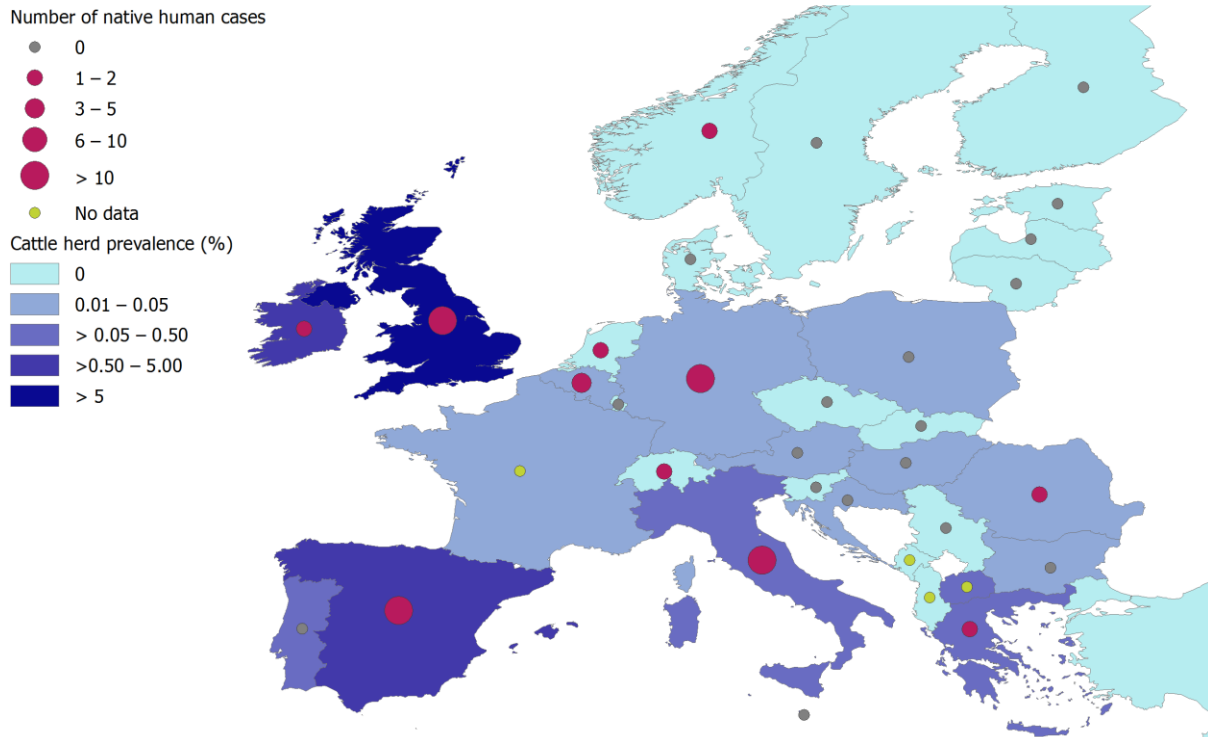 Number of native human cases
0
1 – 2
3 – 5
6 – 10
> 10
No data
Cattle herd prevalence (%)
0
0.01 – 0.05
> 0.05 – 0.50
>0.50 – 5.00
> 5